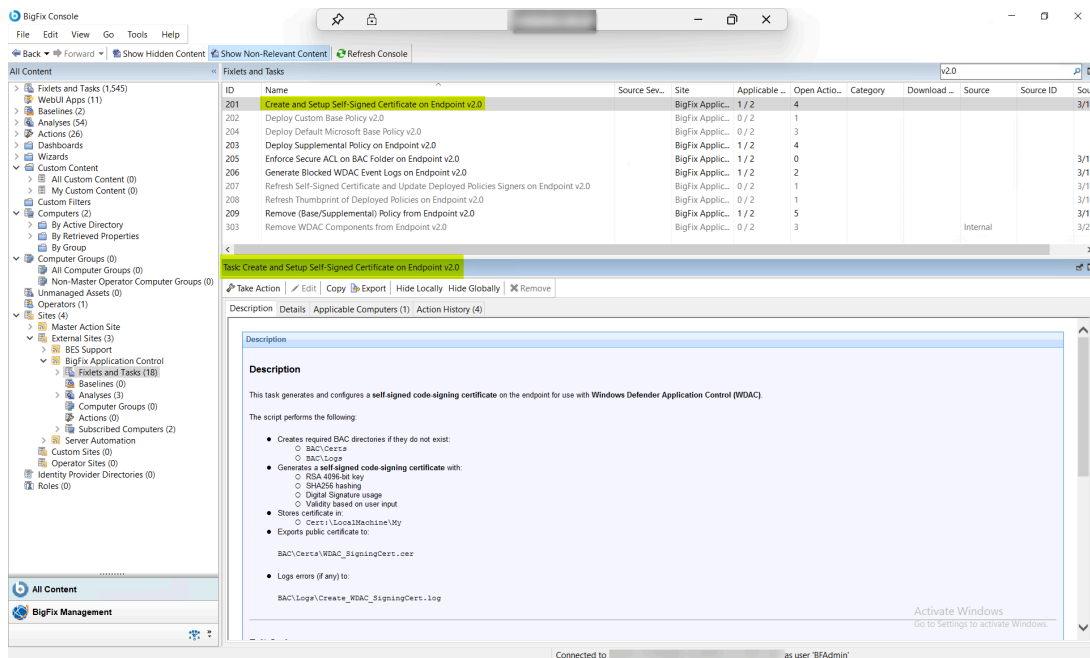 BigFix Console
File Edit View Go Tools Help
Back Forward Show Hidden Content Show Non-Relevant Content Refresh Console
All Content « Fixlets and Tasks v2.0
Fixlets and Tasks (1,545)
WebUI Apps (11)
Baselines (2)
Analyses (54)
Actions (26)
Dashboards
Wizards
Custom Content
All Custom Content (0)
My Custom Content (0)
Custom Filters
Computers (2)
By Active Directory
By Retrieved Properties
By Group
Computer Groups (0)
All Computer Groups (0)
Non-Master Operator Computer Groups (0)
Unmanaged Assets (0)
Operators (1)
Sites (4)
Master Action Site
External Sites (3)
BES Support
BigFix Application Control
Fixlets and Tasks (18)
Baselines (0)
Analyses (3)
Computer Groups (0)
Actions (0)
Subscribed Computers (2)
Server Automation
Custom Sites (0)
Operator Sites (0)
Identity Provider Directories (0)
Roles (0)
All Content
BigFix Management
ID Name Source Sev... Site Applicable ... Open Actio... Category Download ... Source Source ID Sou
201 Create and Setup Self-Signed Certificate on Endpoint v2.0 BigFix Applic... 1 / 2 4 3/1
202 Deploy Custom Base Policy v2.0 BigFix Applic... 0 / 2 1
204 Deploy Default Microsoft Base Policy v2.0 BigFix Applic... 0 / 2 3
203 Deploy Supplemental Policy on Endpoint v2.0 BigFix Applic... 1 / 2 4
205 Enforce Secure ACL on BAC Folder on Endpoint v2.0 BigFix Applic... 1 / 2 0 3/1
206 Generate Blocked WDAC Event Logs on Endpoint v2.0 BigFix Applic... 1 / 2 2 3/1
207 Refresh Self-Signed Certificate and Update Deployed Policies Signers on Endpoint v2.0 BigFix Applic... 0 / 2 1 3/1
208 Refresh Thumbprint of Deployed Policies on Endpoint v2.0 BigFix Applic... 0 / 2 1 3/1
209 Remove (Base/Supplemental) Policy from Endpoint v2.0 BigFix Applic... 1 / 2 5 3/1
303 Remove WDAC Components from Endpoint v2.0 BigFix Applic... 0 / 2 3 Internal 3/2
Task: Create and Setup Self-Signed Certificate on Endpoint v2.0
Take Action Edit Copy Export Hide Locally Hide Globally Remove
Description Details Applicable Computers (1) Action History (4)
Description
Description
This task generates and configures a self-signed code-signing certificate on the endpoint for use with Windows Defender Application Control (WDAC).
The script performs the following:
Creates required BAC directories if they do not exist:
BAC\Certs
BAC\Logs
Generates a self-signed code-signing certificate with:
RSA 4096-bit key
SHA256 hashing
Digital Signature usage
Validity based on user input
Stores certificate in:
Cert:\LocalMachine\My
Exports public certificate to:
BAC\Certs\WDAC_SigningCert.cer
Logs errors (if any) to:
BAC\Logs\Create_WDAC_SigningCert.log
Activate Windows
Go to Settings to activate Windows.
Connected to as user 'BFAdmin'